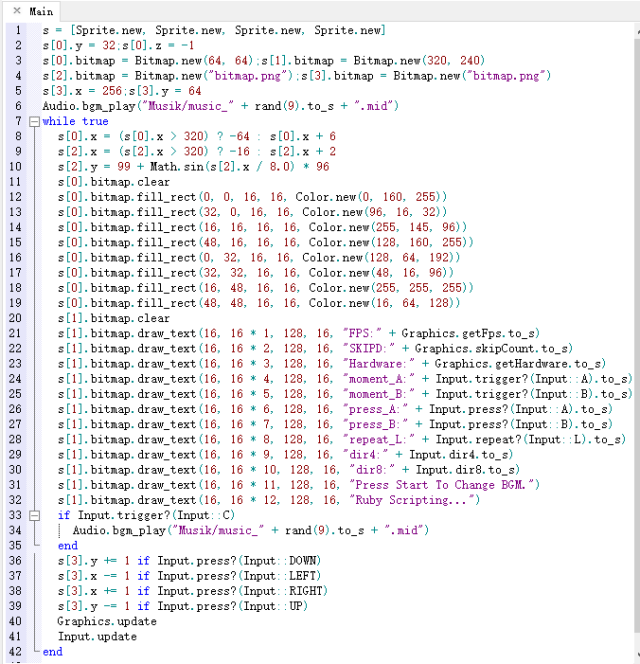 Main
1 s = [Sprite.new, Sprite.new, Sprite.new, Sprite.new]
2 s[0].y = 32;s[0].z = -1
3 s[0].bitmap = Bitmap.new(64, 64);s[1].bitmap = Bitmap.new(320, 240)
4 s[2].bitmap = Bitmap.new("bitmap.png");s[3].bitmap = Bitmap.new("bitmap.png")
5 s[3].x = 256;s[3].y = 64
6 Audio.bgm_play("Musik/music_" + rand(9).to_s + ".mid")
7 while true
8 s[0].x = (s[0].x > 320) ? -64 : s[0].x + 6
9 s[2].x = (s[2].x > 320) ? -16 : s[2].x + 2
10 s[2].y = 99 + Math.sin(s[2].x / 8.0) * 96
11 s[0].bitmap.clear
12 s[0].bitmap.fill_rect(0, 0, 16, 16, Color.new(0, 160, 255))
13 s[0].bitmap.fill_rect(32, 0, 16, 16, Color.new(96, 16, 32))
14 s[0].bitmap.fill_rect(16, 16, 16, 16, Color.new(255, 145, 96))
15 s[0].bitmap.fill_rect(48, 16, 16, 16, Color.new(128, 160, 255))
16 s[0].bitmap.fill_rect(0, 32, 16, 16, Color.new(128, 64, 192))
17 s[0].bitmap.fill_rect(32, 32, 16, 16, Color.new(48, 16, 96))
18 s[0].bitmap.fill_rect(16, 48, 16, 16, Color.new(255, 255, 255))
19 s[0].bitmap.fill_rect(48, 48, 16, 16, Color.new(16, 64, 128))
20 s[1].bitmap.clear
21 s[1].bitmap.draw_text(16, 16 * 1, 128, 16, "FPS:" + Graphics.getFps.to_s)
22 s[1].bitmap.draw_text(16, 16 * 2, 128, 16, "SKIPD:" + Graphics.skipCount.to_s)
23 s[1].bitmap.draw_text(16, 16 * 3, 128, 16, "Hardware:" + Graphics.getHardware.to_s)
24 s[1].bitmap.draw_text(16, 16 * 4, 128, 16, "moment_A:" + Input.trigger?(Input::A).to_s)
25 s[1].bitmap.draw_text(16, 16 * 5, 128, 16, "moment_B:" + Input.trigger?(Input::B).to_s)
26 s[1].bitmap.draw_text(16, 16 * 6, 128, 16, "press_A:" + Input.press?(Input::A).to_s)
27 s[1].bitmap.draw_text(16, 16 * 7, 128, 16, "press_B:" + Input.press?(Input::B).to_s)
28 s[1].bitmap.draw_text(16, 16 * 8, 128, 16, "repeat_L:" + Input.repeat?(Input::L).to_s)
29 s[1].bitmap.draw_text(16, 16 * 9, 128, 16, "dir4:" + Input.dir4.to_s)
30 s[1].bitmap.draw_text(16, 16 * 10, 128, 16, "dir8:" + Input.dir8.to_s)
31 s[1].bitmap.draw_text(16, 16 * 11, 128, 16, "Press Start To Change BGM.")
32 s[1].bitmap.draw_text(16, 16 * 12, 128, 16, "Ruby Scripting...")
33 if Input.trigger?(Input::C)
34 Audio.bgm_play("Musik/music_" + rand(9).to_s + ".mid")
35 end
36 s[3].y += 1 if Input.press?(Input::DOWN)
37 s[3].x -= 1 if Input.press?(Input::LEFT)
38 s[3].x += 1 if Input.press?(Input::RIGHT)
39 s[3].y -= 1 if Input.press?(Input::UP)
40 Graphics.update
41 Input.update
42 end